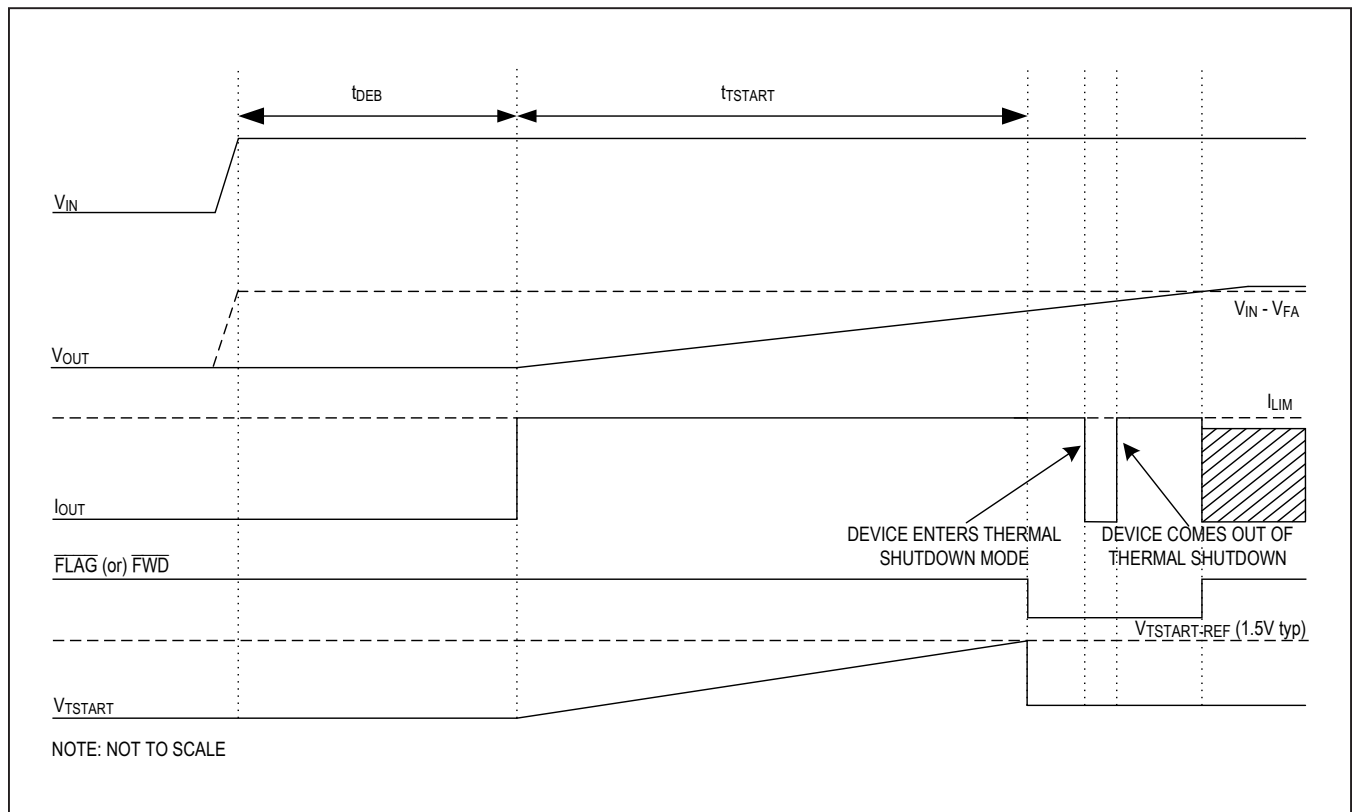 tDEB
tTSTART
VIN
VIN - VFA
VOUT
ILIM
IOUT
DEVICE ENTERS THERMAL
SHUTDOWN MODE
DEVICE COMES OUT OF
THERMAL SHUTDOWN
FLAG (or) FWD
VTSTART-REF (1.5V typ)
VTSTART
NOTE: NOT TO SCALE